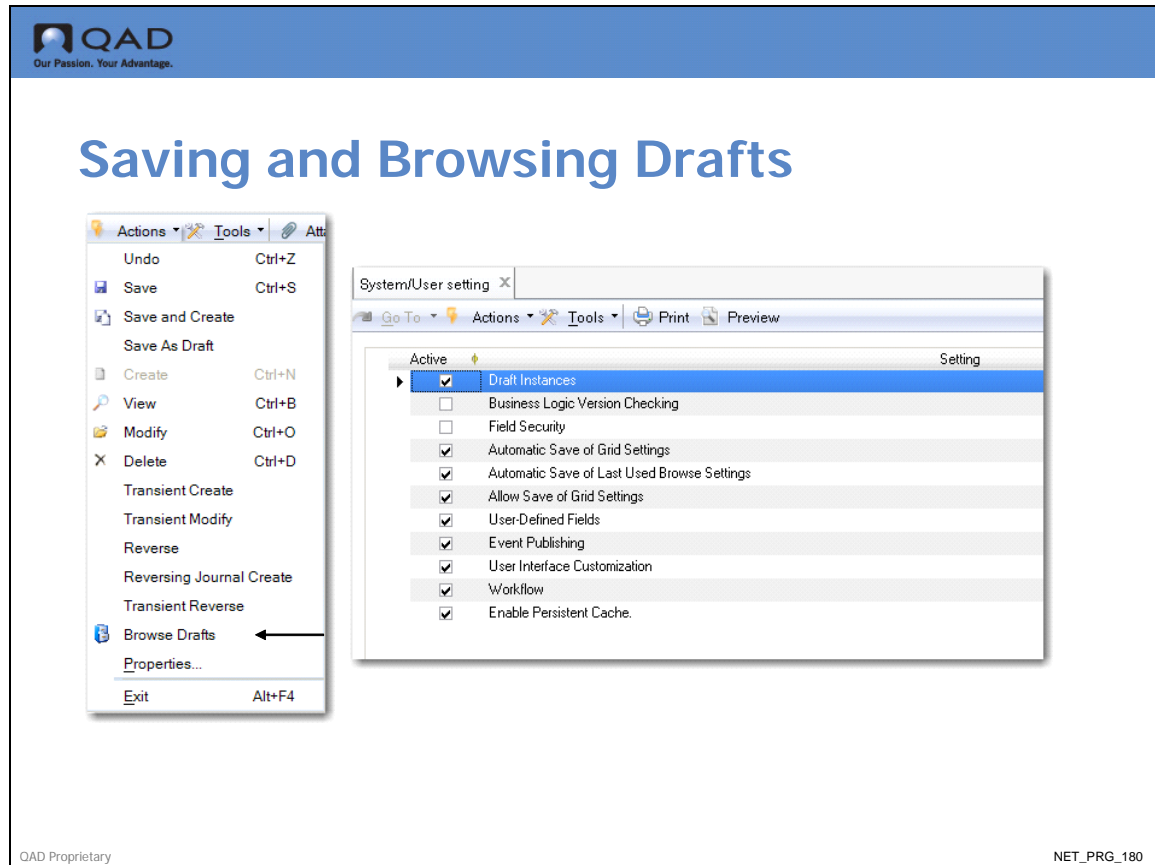 QAD
Our Passion. Your Advantage.
Saving and Browsing Drafts
Actions Tools Atta
Undo Ctrl+Z
Save Ctrl+S
Save and Create
Save As Draft
Create Ctrl+N
View Ctrl+B
Modify Ctrl+O
Delete Ctrl+D
Transient Create
Transient Modify
Reverse
Reversing Journal Create
Transient Reverse
Browse Drafts
Properties...
Exit Alt+F4
System/User setting X
Go To Actions Tools Print Preview
Active Setting
Draft Instances
Business Logic Version Checking
Field Security
Automatic Save of Grid Settings
Automatic Save of Last Used Browse Settings
Allow Save of Grid Settings
User-Defined Fields
Event Publishing
User Interface Customization
Workflow
Enable Persistent Cache.
QAD Proprietary
NET_PRG_180